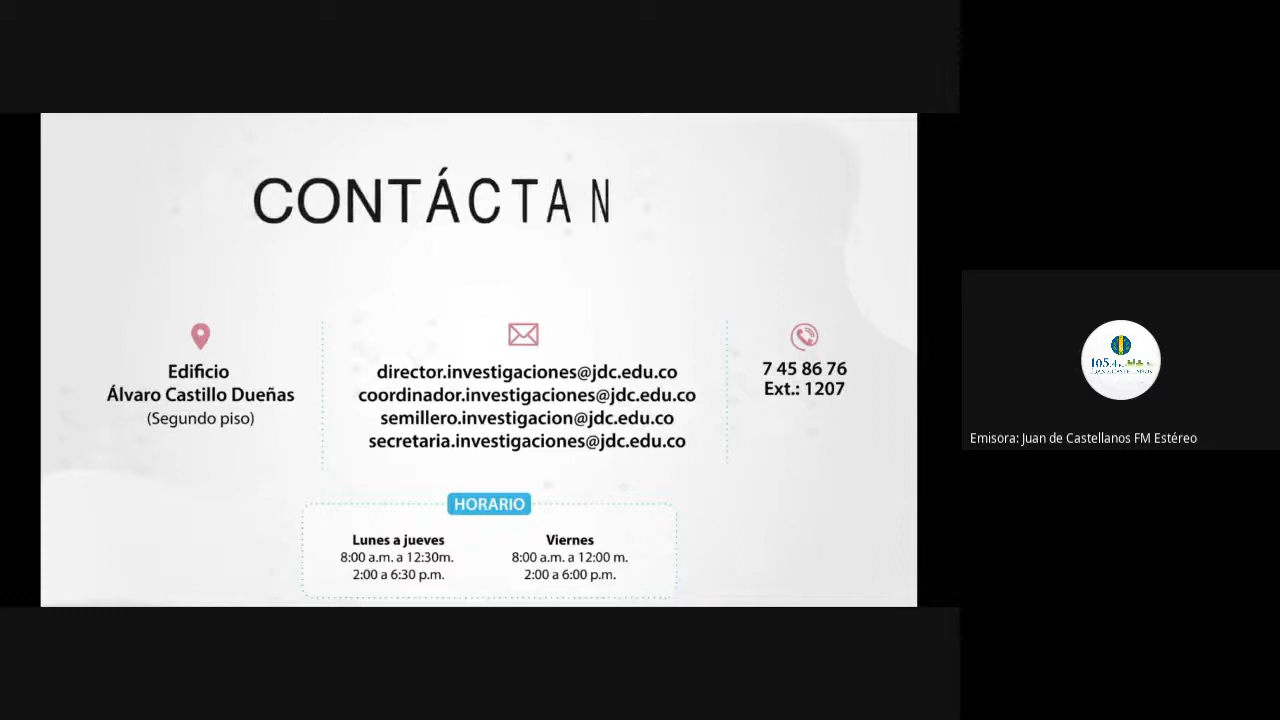 CONTÁCTAN
Edificio
Álvaro Castillo Dueñas
(Segundo piso)
director.investigaciones@jdc.edu.co
coordinador.investigaciones@jdc.edu.co
semillero.investigacion@jdc.edu.co
secretaria.investigaciones@jdc.edu.co
7 45 86 76
Ext.: 1207
HORARIO
Lunes a jueves
8:00 a.m. a 12:30m.
2:00 a 6:30 p.m.
Viernes
8:00 a.m. a 12:00 m.
2:00 a 6:00 p.m.
Emisora: Juan de Castellanos FM Estéreo